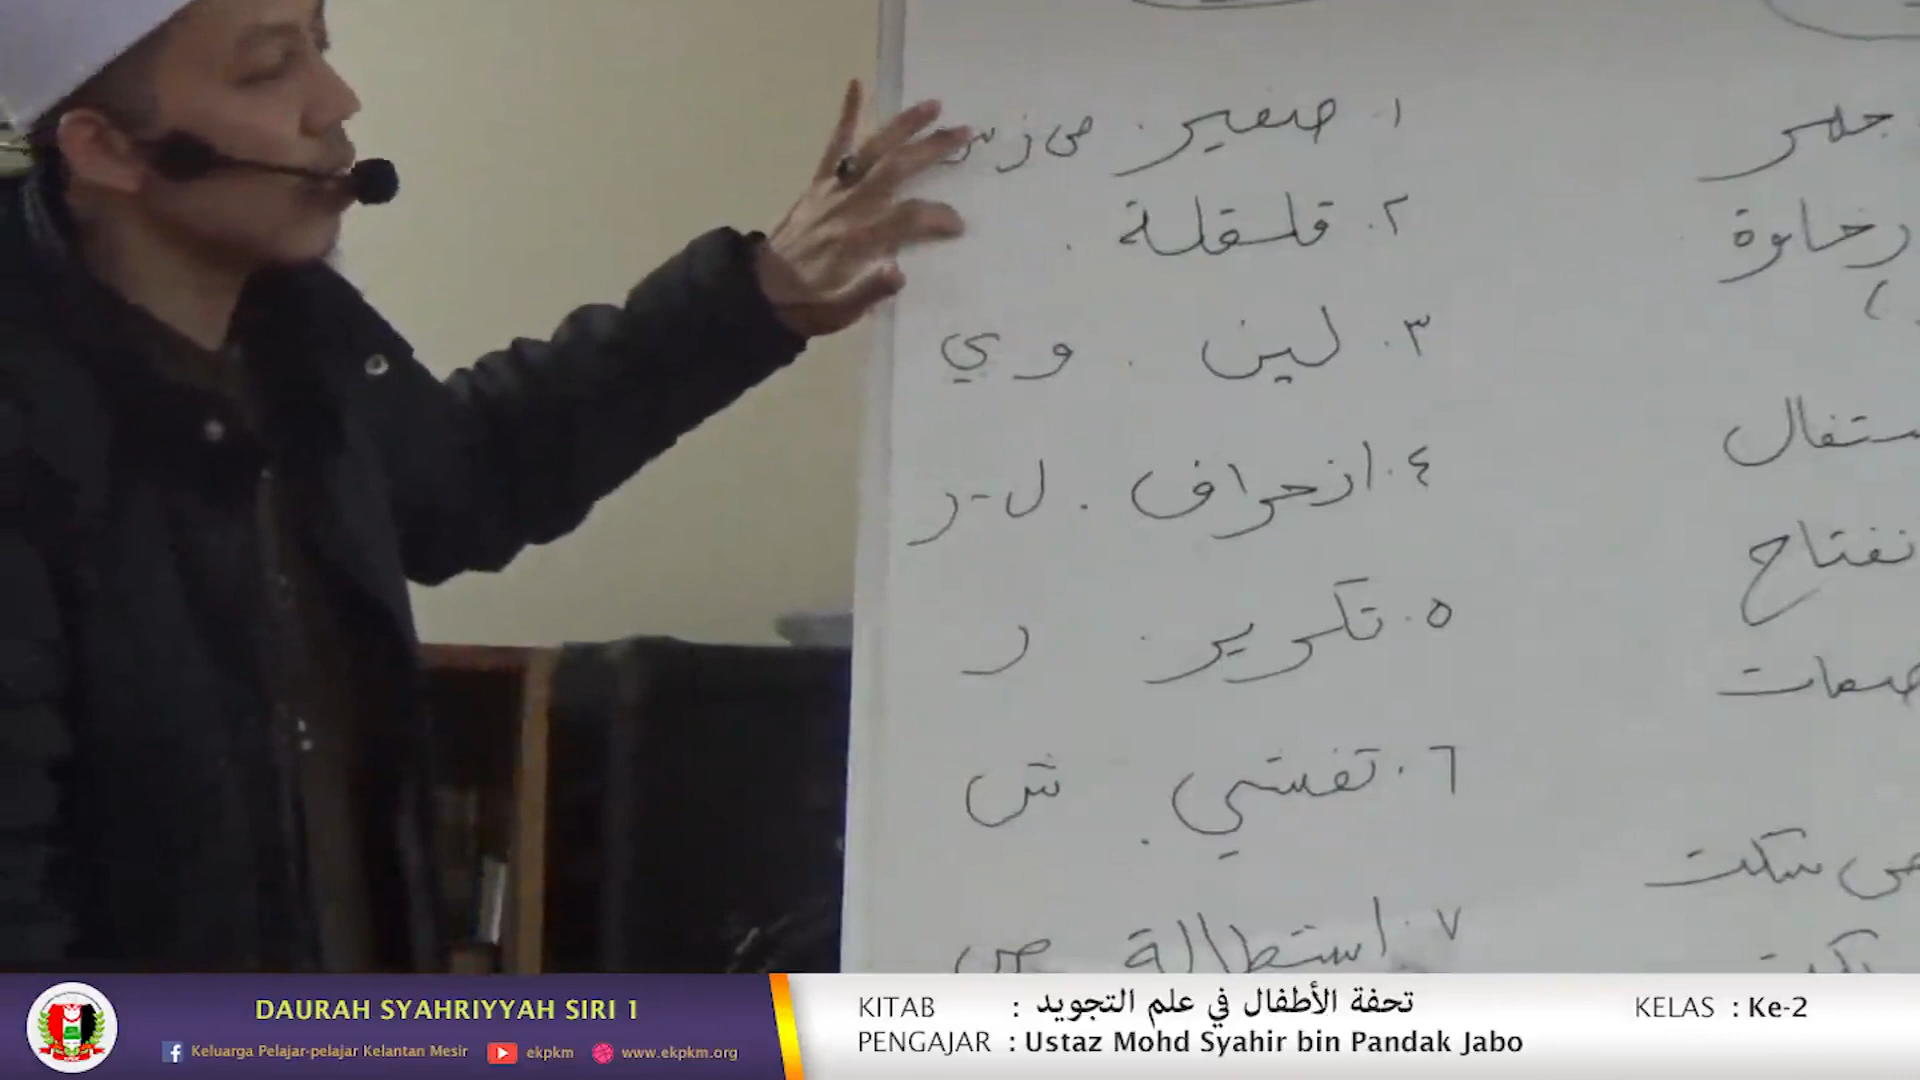 ١. صفير. ص ز س
٢. قلقلة.
٣. لين. و ي
٤. انحراف. ل-ر
٥. تكرير. ر
٦. تفشي. ش
٧. استطالة ض
رخاوة
سكت
DAURAH SYAHRIYYAH SIRI 1
Keluarga Pelajar-pelajar Kelantan Mesir ekpkm www.ekpkm.org
KITAB : تحفة الأطفال في علم التجويد
PENGAJAR : Ustaz Mohd Syahir bin Pandak Jabo
KELAS : Ke-2